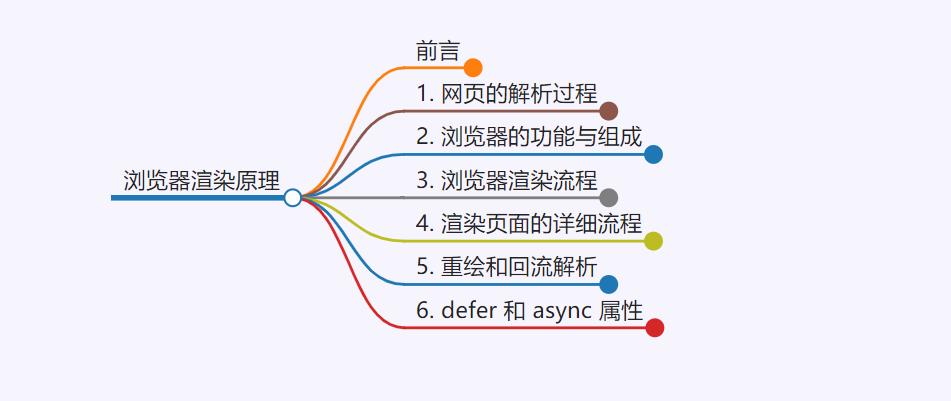 浏览器渲染原理
前言
1. 网页的解析过程
2. 浏览器的功能与组成
3. 浏览器渲染流程
4. 渲染页面的详细流程
5. 重绘和回流解析
6. defer 和 async 属性